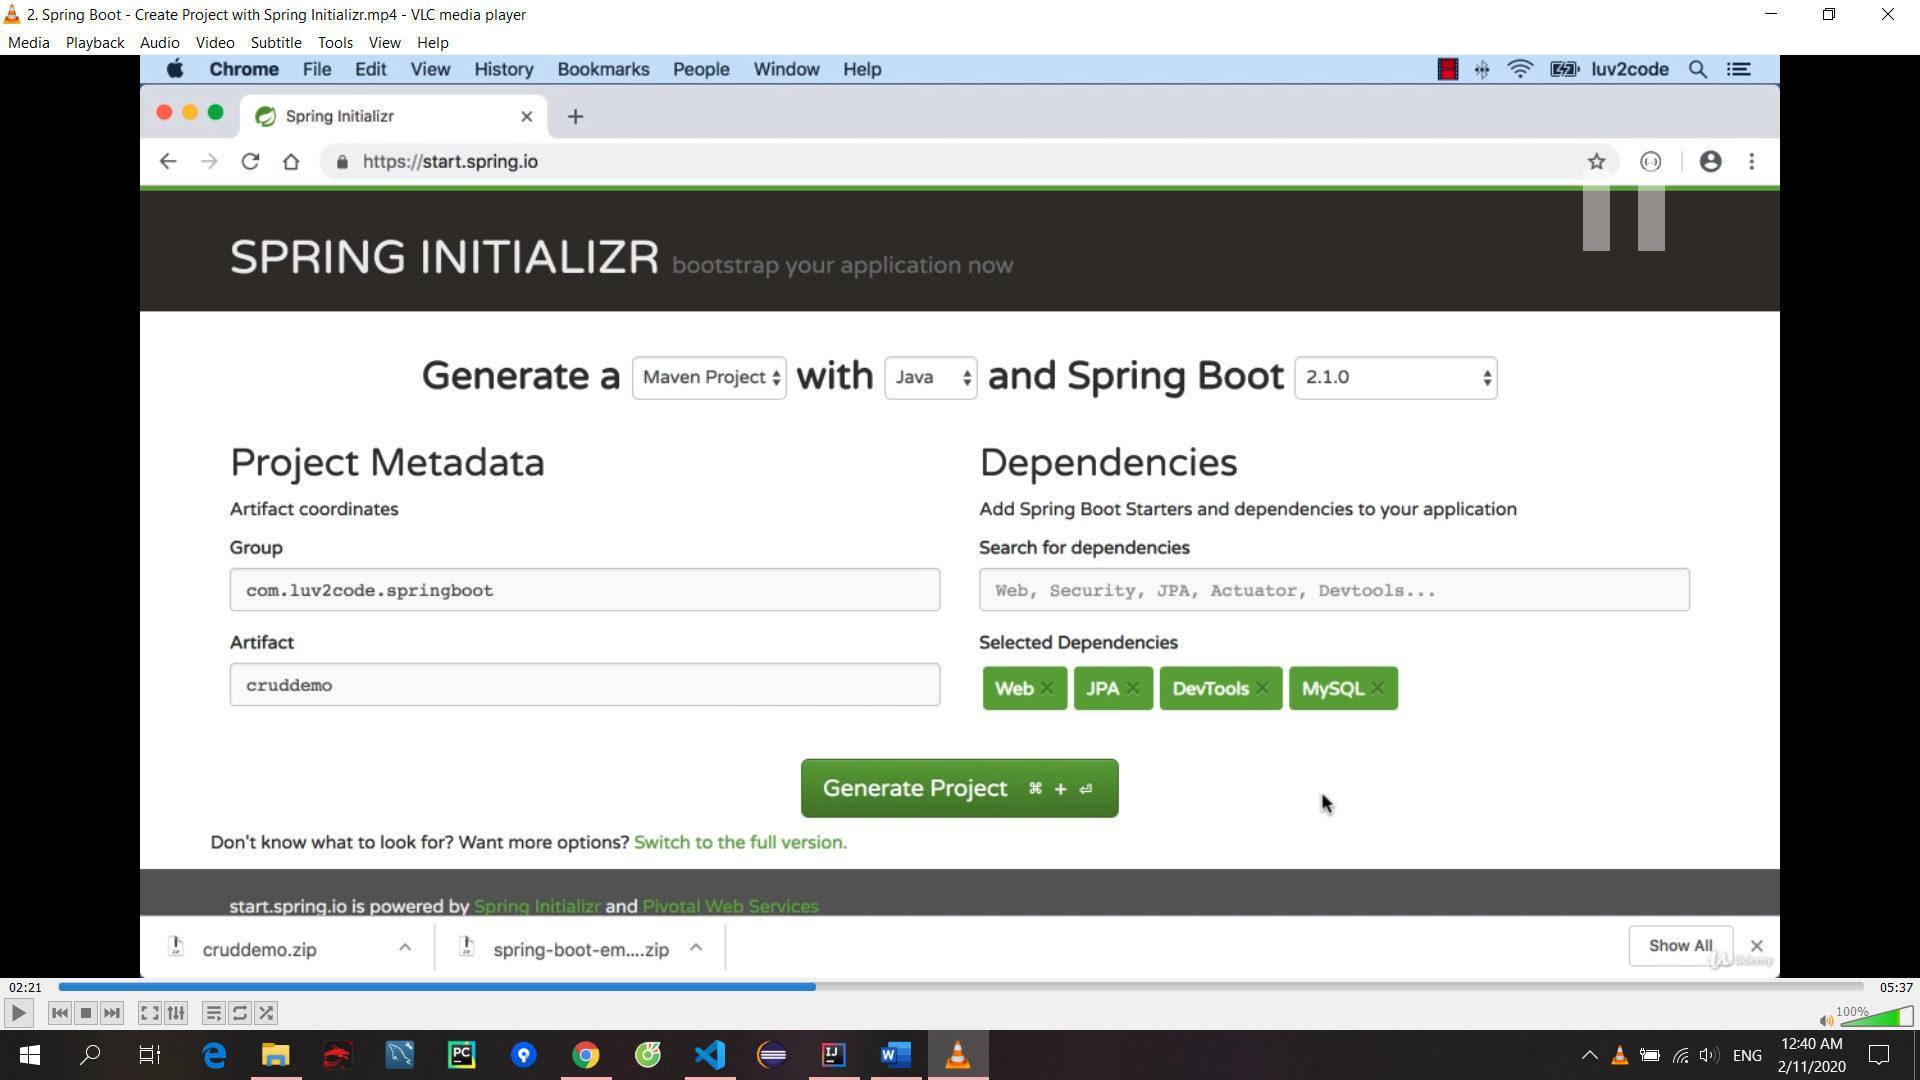 2. Spring Boot - Create Project with Spring Initializr.mp4 - VLC media player
Media Playback Audio Video Subtitle Tools View Help
Chrome File Edit View History Bookmarks People Window Help luv2code
Spring Initializr
https://start.spring.io
SPRING INITIALIZR bootstrap your application now
Generate a Maven Project with Java and Spring Boot 2.1.0
Project Metadata
Artifact coordinates
Group
com.luv2code.springboot
Artifact
cruddemo
Dependencies
Add Spring Boot Starters and dependencies to your application
Search for dependencies
Web, Security, JPA, Actuator, Devtools...
Selected Dependencies
Web JPA DevTools MySQL
Generate Project ⌘ + ⏎
Don't know what to look for? Want more options? Switch to the full version.
start.spring.io is powered by Spring Initializr and Pivotal Web Services
cruddemo.zip spring-boot-em....zip Show All
Udemy
02:21 05:37
100%
PC IJ W ENG 12:40 AM
2/11/2020